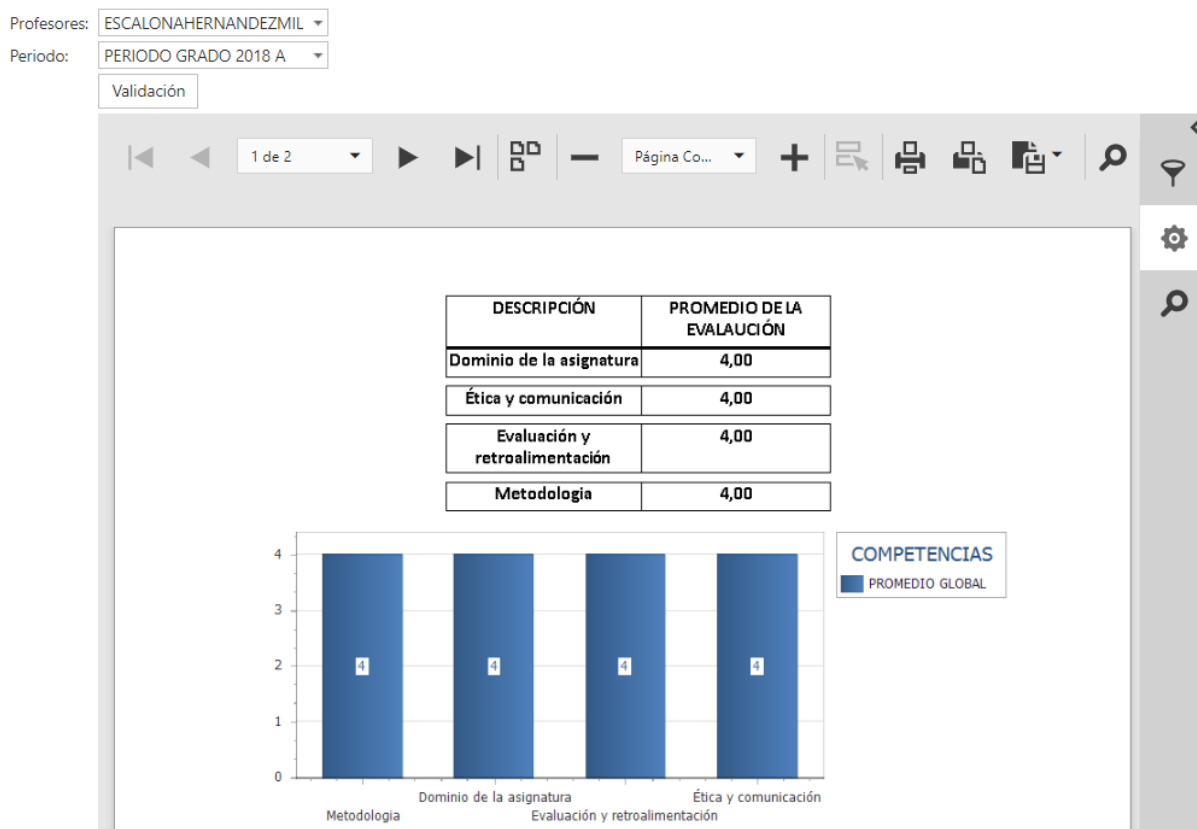 Profesores: ESCALONAHERNANDEZMIL
Periodo: PERIODO GRADO 2018 A
Validación
1 de 2 Página Co...
DESCRIPCIÓN PROMEDIO DE LA
EVALAUCIÓN
Dominio de la asignatura 4,00
Ética y comunicación 4,00
Evaluación y 4,00
retroalimentación
Metodologia 4,00
COMPETENCIAS
PROMEDIO GLOBAL
4
3
2
1
0
4 4 4 4
Dominio de la asignatura Ética y comunicación
Metodologia Evaluación y retroalimentación